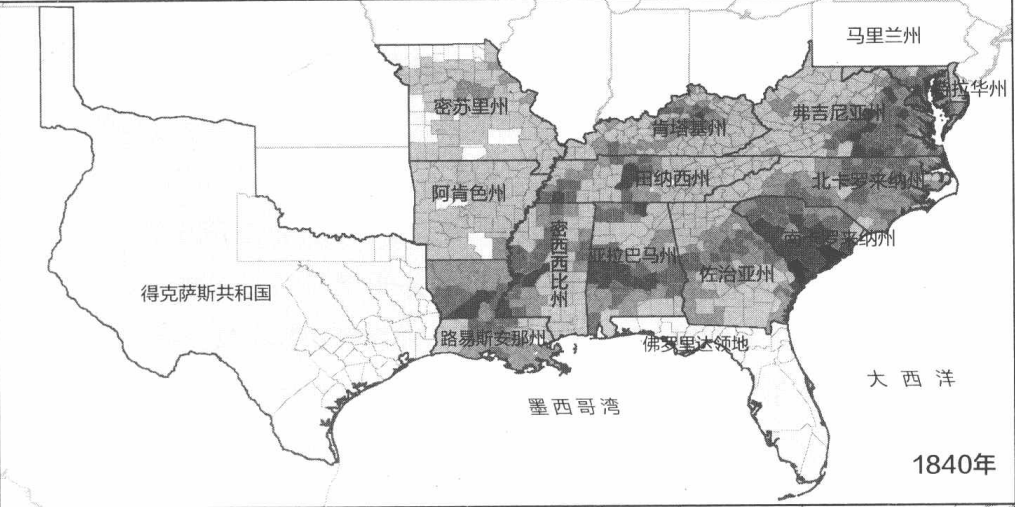 马里兰州
特拉华州
密苏里州
弗吉尼亚州
肯塔基州
田纳西州
北卡罗来纳州
阿肯色州
密西西比州
南卡罗来纳州
亚拉巴马州
佐治亚州
得克萨斯共和国
路易斯安那州
佛罗里达领地
大西洋
墨西哥湾
1840年